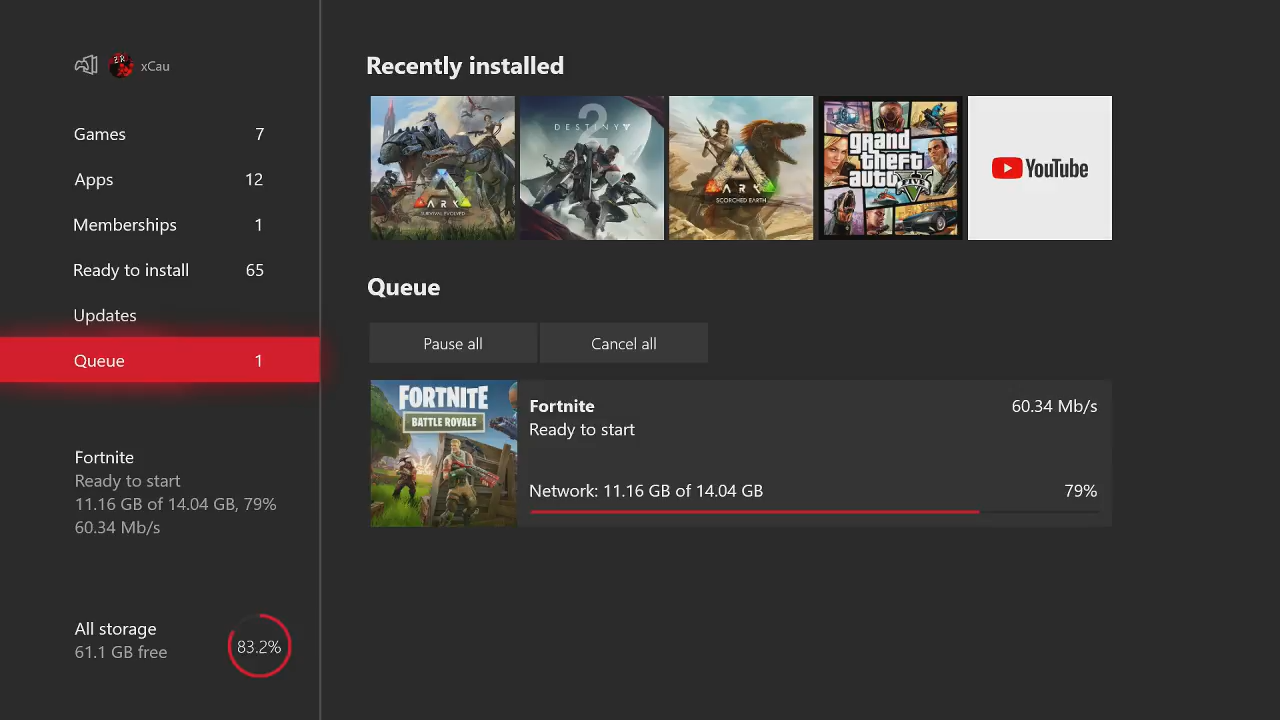 xCau
Games 7
Apps 12
Memberships 1
Ready to install 65
Updates
Queue 1
Fortnite
Ready to start
11.16 GB of 14.04 GB, 79%
60.34 Mb/s
All storage
61.1 GB free
83.2%
Recently installed
ARK
SURVIVAL EVOLVED
2
DESTINY
ARK
SCORCHED EARTH
grand
theft
auto V
FIVE
YouTube
Queue
Pause all
Cancel all
FORTNITE
BATTLE ROYALE
Fortnite 60.34 Mb/s
Ready to start
Network: 11.16 GB of 14.04 GB 79%